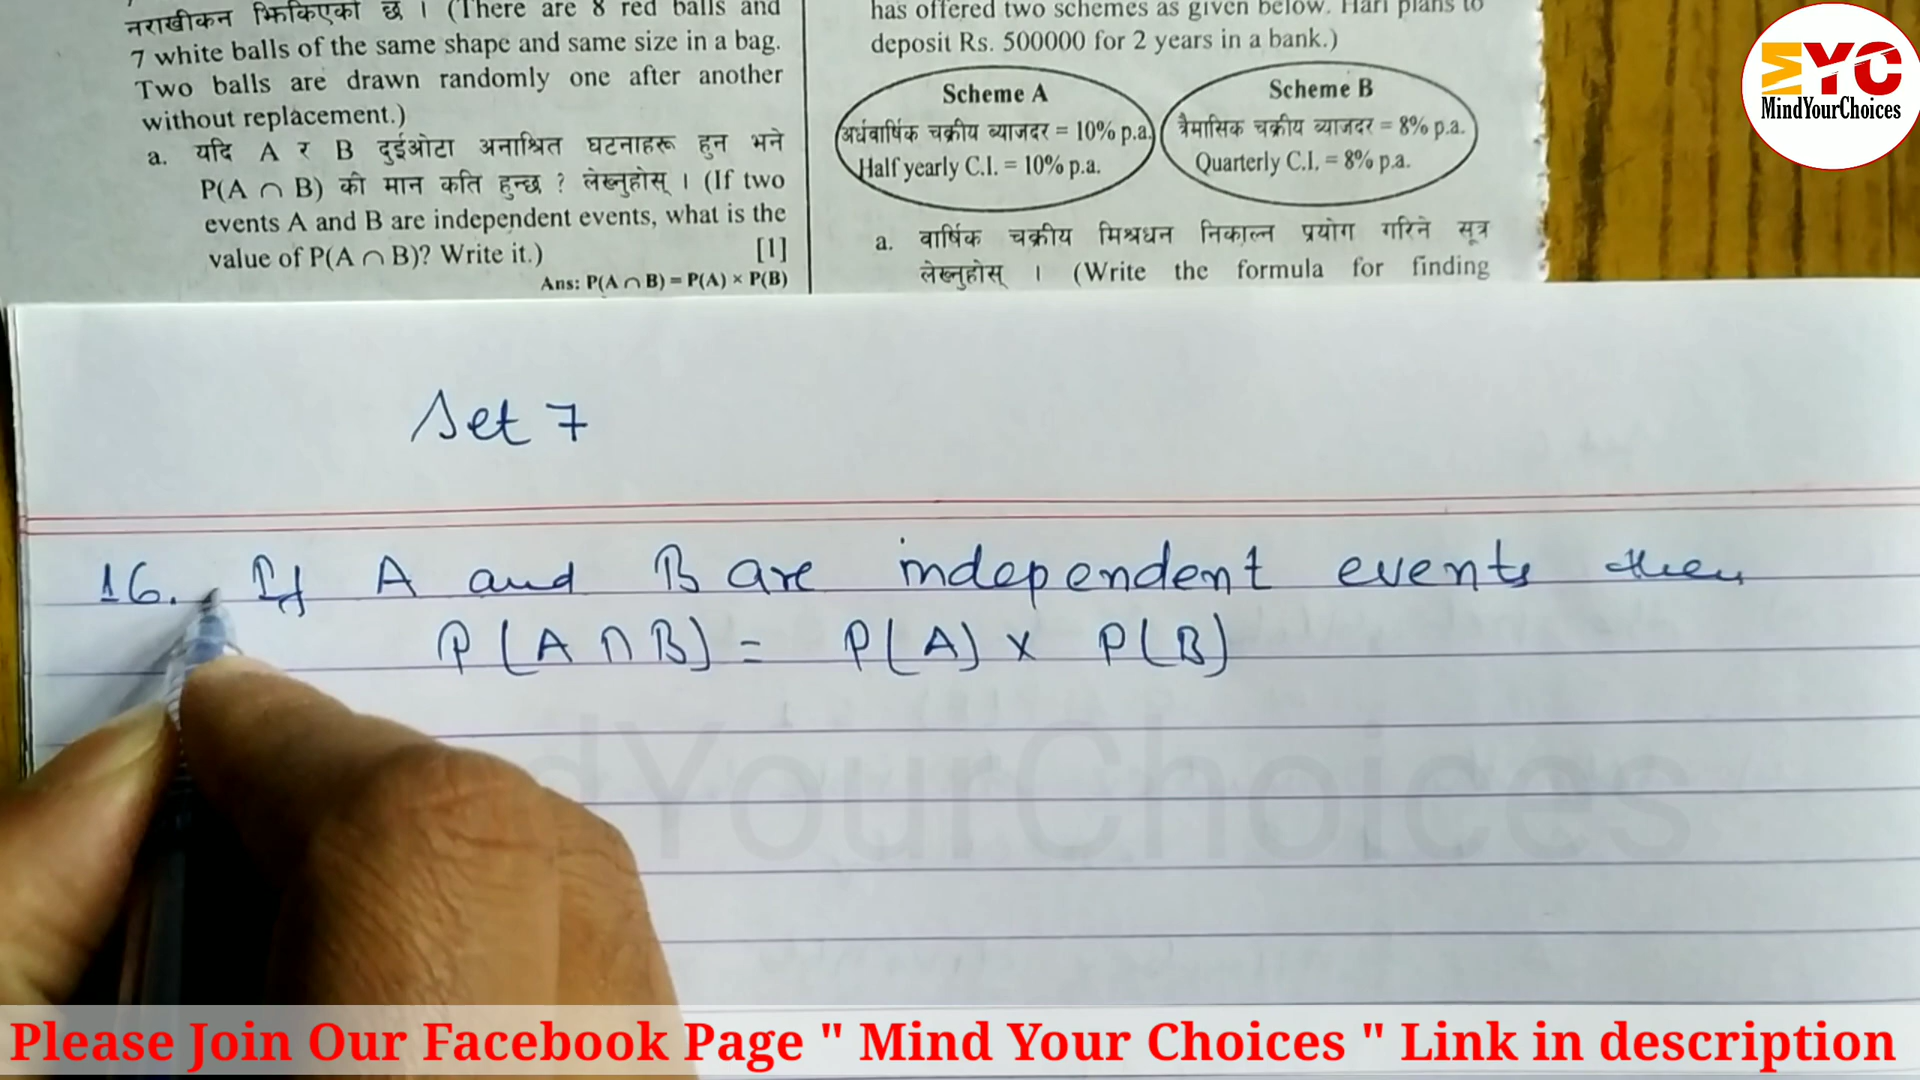 नराखीकन झिकिएको छ । (There are 8 red balls and
7 white balls of the same shape and same size in a bag.
Two balls are drawn randomly one after another
without replacement.)
a. यदि A र B दुईओटा अनाश्रित घटनाहरू हुन भने
P(A ∩ B) को मान कति हुन्छ ? लेख्नुहोस् । (If two
events A and B are independent events, what is the
value of P(A ∩ B)? Write it.) [1]
Ans: P(A ∩ B) = P(A) × P(B)
has offered two schemes as given below. Hari plans to
deposit Rs. 500000 for 2 years in a bank.)
Scheme A
अर्धवार्षिक चक्रीय व्याजदर = 10% p.a.
Half yearly C.I. = 10% p.a.
Scheme B
त्रैमासिक चक्रीय व्याजदर = 8% p.a.
Quarterly C.I. = 8% p.a.
a. वार्षिक चक्रीय मिश्रधन निकाल्न प्रयोग गरिने सूत्र
लेख्नुहोस् । (Write the formula for finding
MYC
MindYourChoices
Set 7
16. If A and B are independent events then
P(A ∩ B) = P(A) × P(B)
dYourChoices
Please Join Our Facebook Page " Mind Your Choices " Link in description